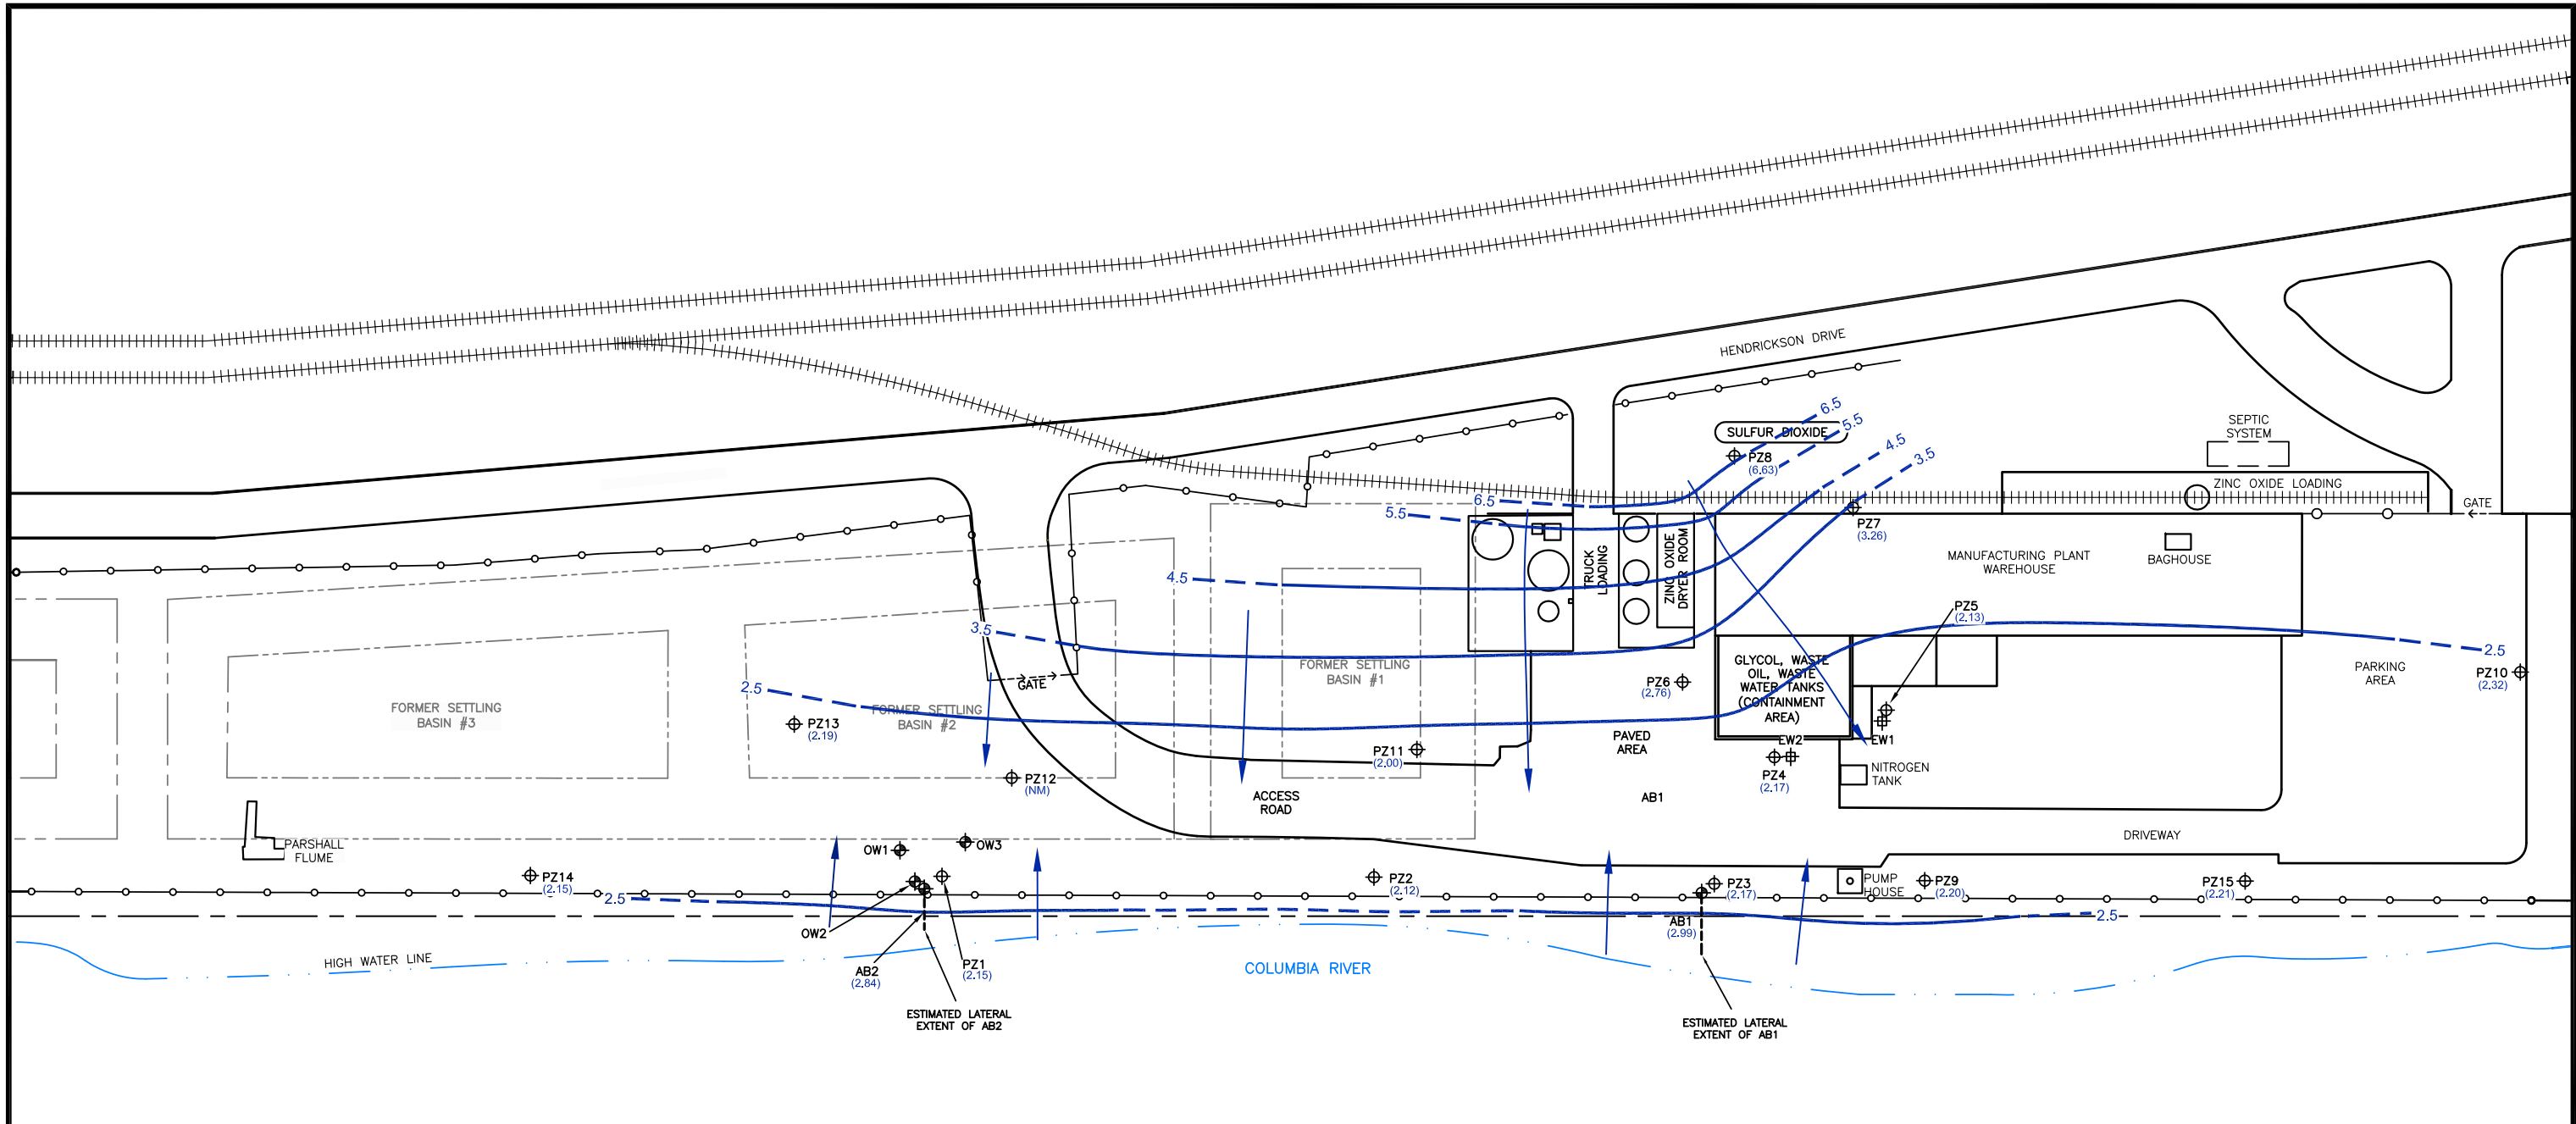 HENDRICKSON DRIVE
6.5
5.5
4.5
3.5
SULFUR DIOXIDE
PZ8
(6.63)
SEPTIC
SYSTEM
ZINC OXIDE LOADING
GATE
6.5
5.5
PZ7
(3.26)
TRUCK
LOADING
ZINC OXIDE
DRYER ROOM
MANUFACTURING PLANT
WAREHOUSE
BAGHOUSE
4.5
PZ5
(2.13)
3.5
2.5
FORMER SETTLING
BASIN #1
GLYCOL, WASTE
OIL, WASTE
WATER TANKS
(CONTAINMENT
AREA)
PARKING
AREA
PZ10
(2.32)
GATE
PZ6
(2.76)
2.5
FORMER SETTLING
BASIN #3
FORMER SETTLING
BASIN #2
PZ13
(2.19)
PAVED
AREA
EW2
EW1
PZ11
(2.00)
PZ12
(NM)
PZ4
(2.17)
NITROGEN
TANK
ACCESS
ROAD
AB1
DRIVEWAY
PARSHALL
FLUME
OW1
OW3
PZ14
(2.15)
PZ2
(2.12)
PZ3
(2.17)
PUMP
HOUSE
PZ9
(2.20)
PZ15
(2.21)
2.5
2.5
OW2
AB1
(2.99)
HIGH WATER LINE
AB2
(2.84)
PZ1
(2.15)
COLUMBIA RIVER
ESTIMATED LATERAL
EXTENT OF AB2
ESTIMATED LATERAL
EXTENT OF AB1